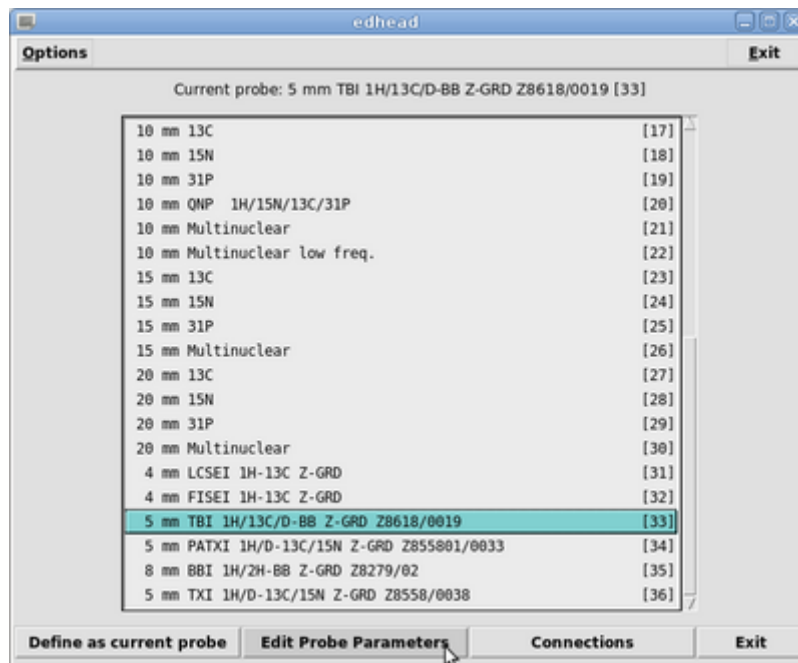 edhead
Options Exit
Current probe: 5 mm TBI 1H/13C/D-BB Z-GRD Z8618/0019 [33]
10 mm 13C [17]
10 mm 15N [18]
10 mm 31P [19]
10 mm QNP 1H/15N/13C/31P [20]
10 mm Multinuclear [21]
10 mm Multinuclear low freq. [22]
15 mm 13C [23]
15 mm 15N [24]
15 mm 31P [25]
15 mm Multinuclear [26]
20 mm 13C [27]
20 mm 15N [28]
20 mm 31P [29]
20 mm Multinuclear [30]
4 mm LCSEI 1H-13C Z-GRD [31]
4 mm FISEI 1H-13C Z-GRD [32]
5 mm TBI 1H/13C/D-BB Z-GRD Z8618/0019 [33]
5 mm PATXI 1H/D-13C/15N Z-GRD Z855801/0033 [34]
8 mm BBI 1H/2H-BB Z-GRD Z8279/02 [35]
5 mm TXI 1H/D-13C/15N Z-GRD Z8558/0038 [36]
Define as current probe Edit Probe Parameters Connections Exit